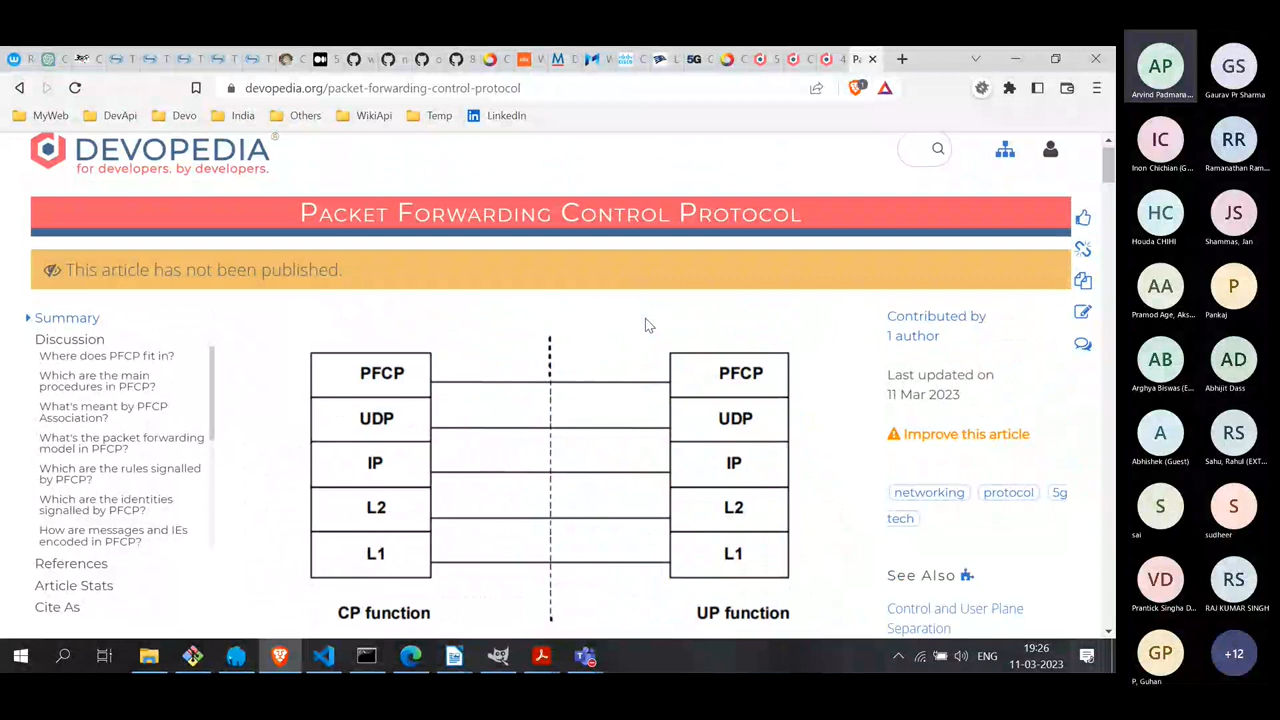 devopedia.org/packet-forwarding-control-protocol
MyWeb DevApi Devo India Others WikiApi Temp LinkedIn
DEVOPEDIA
for developers. by developers.
PACKET FORWARDING CONTROL PROTOCOL
This article has not been published.
Summary
Discussion
Where does PFCP fit in?
Which are the main
procedures in PFCP?
What's meant by PFCP
Association?
What's the packet forwarding
model in PFCP?
Which are the rules signalled
by PFCP?
Which are the identities
signalled by PFCP?
How are messages and IEs
encoded in PFCP?
References
Article Stats
Cite As
PFCP PFCP
UDP UDP
IP IP
L2 L2
L1 L1
CP function UP function
Contributed by
1 author
Last updated on
11 Mar 2023
Improve this article
networking protocol 5g
tech
See Also
Control and User Plane
Separation
ENG
19:26
11-03-2023
AP GS
Arvind Padmana... Gaurav Pr Sharma
IC RR
Inon Chichian (G... Ramanathan Ram...
HC JS
Houda CHIHI Shammas, Jan
AA P
Pramod Age, Aks... Pankaj
AB AD
Arghya Biswas (E... Abhijit Dass
A RS
Abhishek (Guest) Sahu, Rahul (EXT...
S S
sai sudheer
VD RS
Prantick Singha D... RAJ KUMAR SINGH
GP +12
P, Guhan